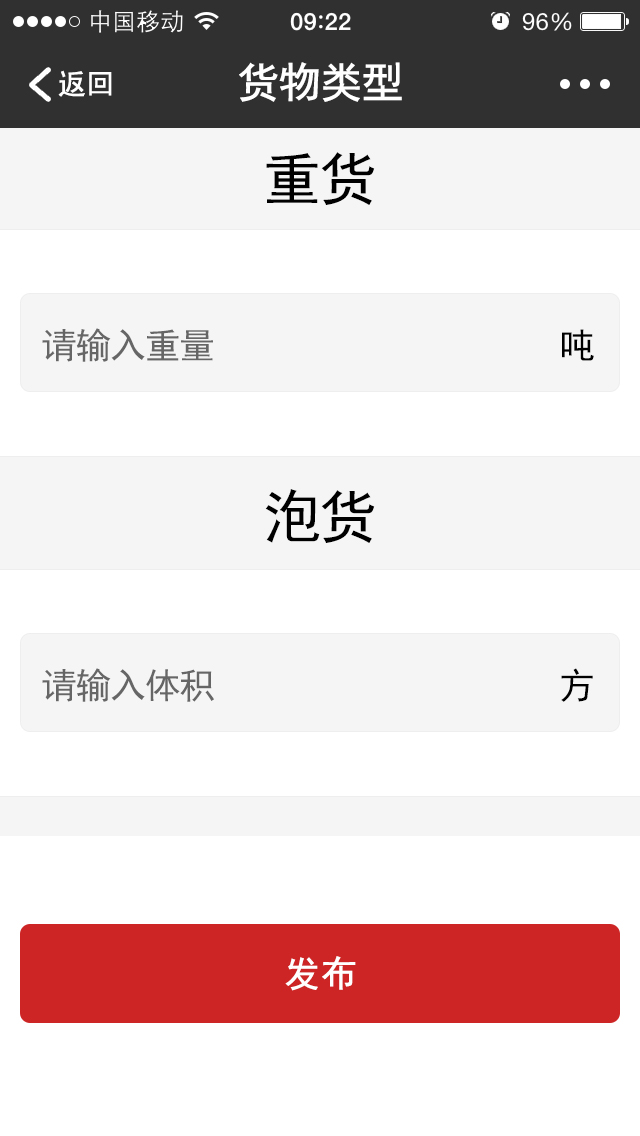 中国移动 09:22 96%
返回 货物类型
重货
请输入重量 吨
泡货
请输入体积 方
发布